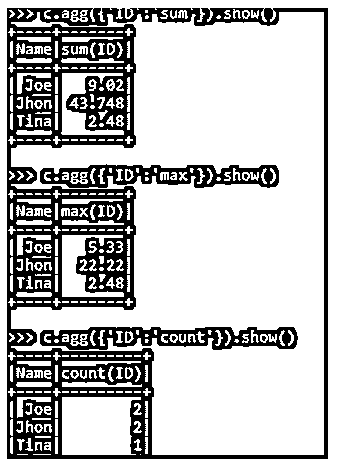 >>> c.agg({'ID':'sum'}).show()
+----+-------+
|Name|sum(ID)|
+----+-------+
| Joe|   9.02|
|Jhon| 43.748|
|Tina|   2.48|
+----+-------+
>>> c.agg({'ID':'max'}).show()
+----+-------+
|Name|max(ID)|
+----+-------+
| Joe|   5.33|
|Jhon|  22.22|
|Tina|   2.48|
+----+-------+
>>> c.agg({'ID':'count'}).show()
+----+---------+
|Name|count(ID)|
+----+---------+
| Joe|        2|
|Jhon|        2|
|Tina|        1|